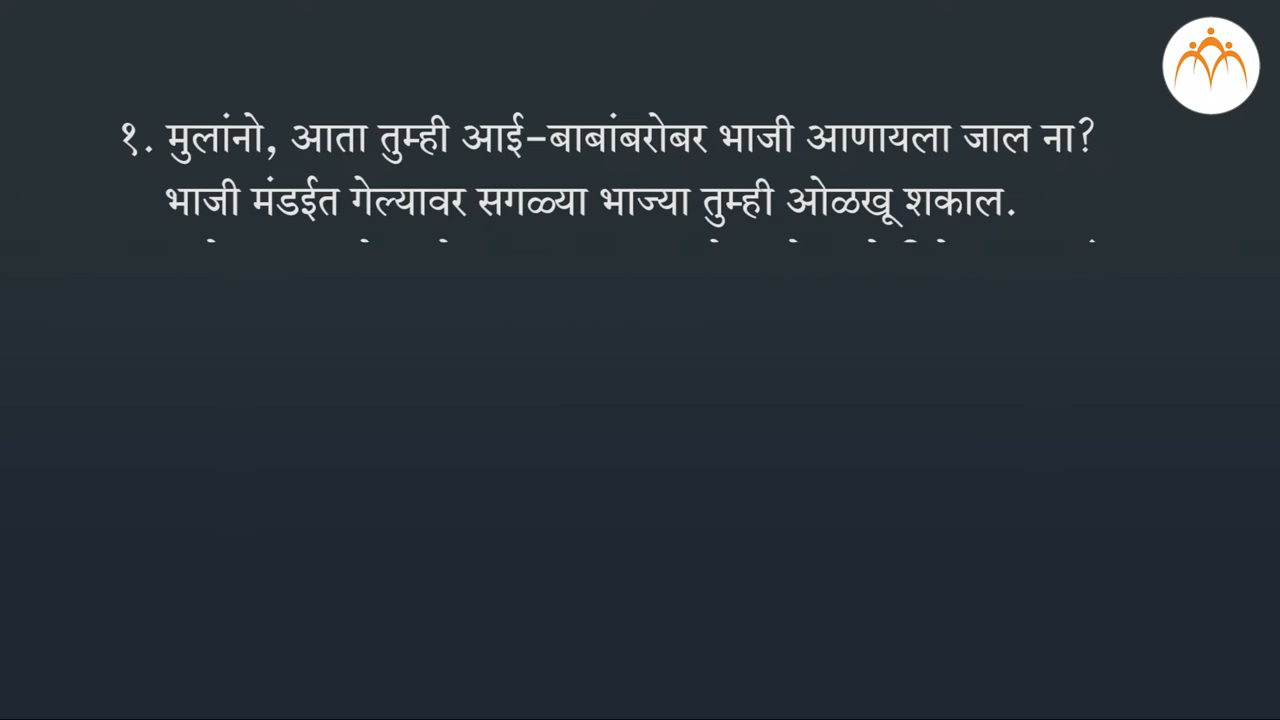 १. मुलांनो, आता तुम्ही आई-बाबांबरोबर भाजी आणायला जाल ना?
भाजी मंडईत गेल्यावर सगळ्या भाज्या तुम्ही ओळखू शकाल.